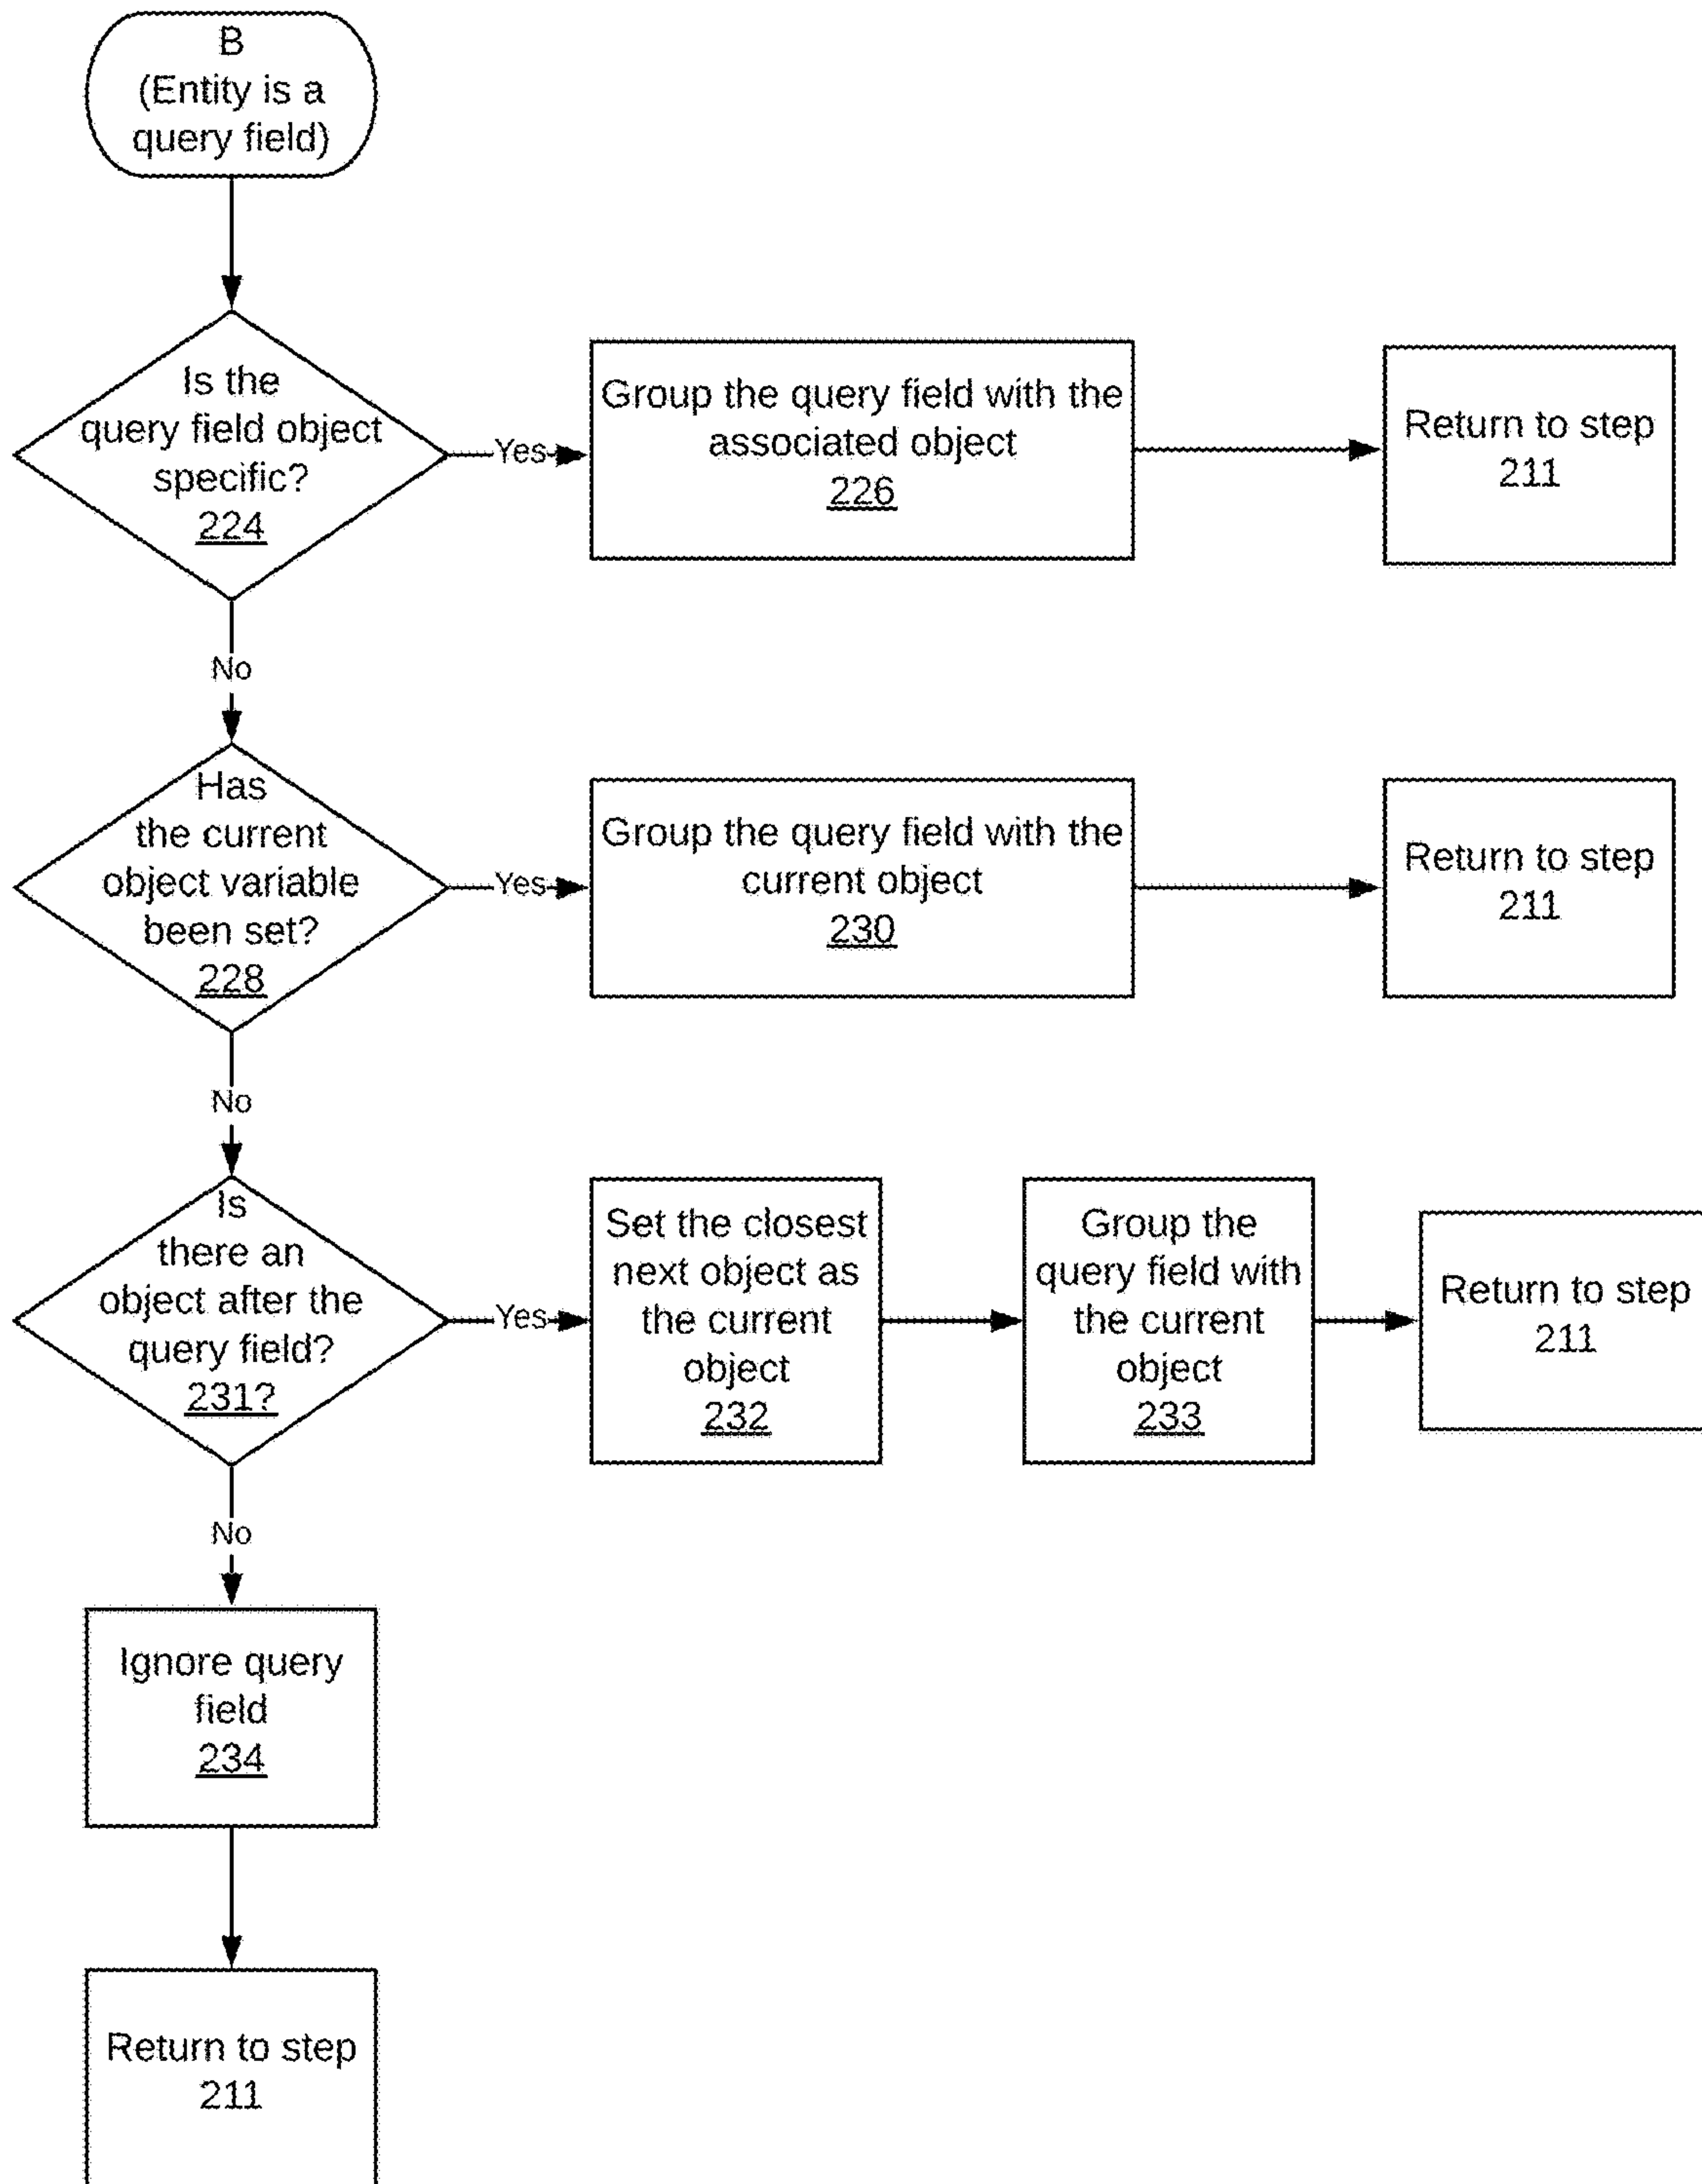 B
(Entity is a
query field)
Is the
query field object
specific?
224
Yes
Group the query field with the
associated object
226
Return to step
211
No
Has
the current
object variable
been set?
228
Yes
Group the query field with the
current object
230
Return to step
211
No
Is
there an
object after the
query field?
231?
Yes
Set the closest
next object as
the current
object
232
Group the
query field with
the current
object
233
Return to step
211
No
Ignore query
field
234
Return to step
211